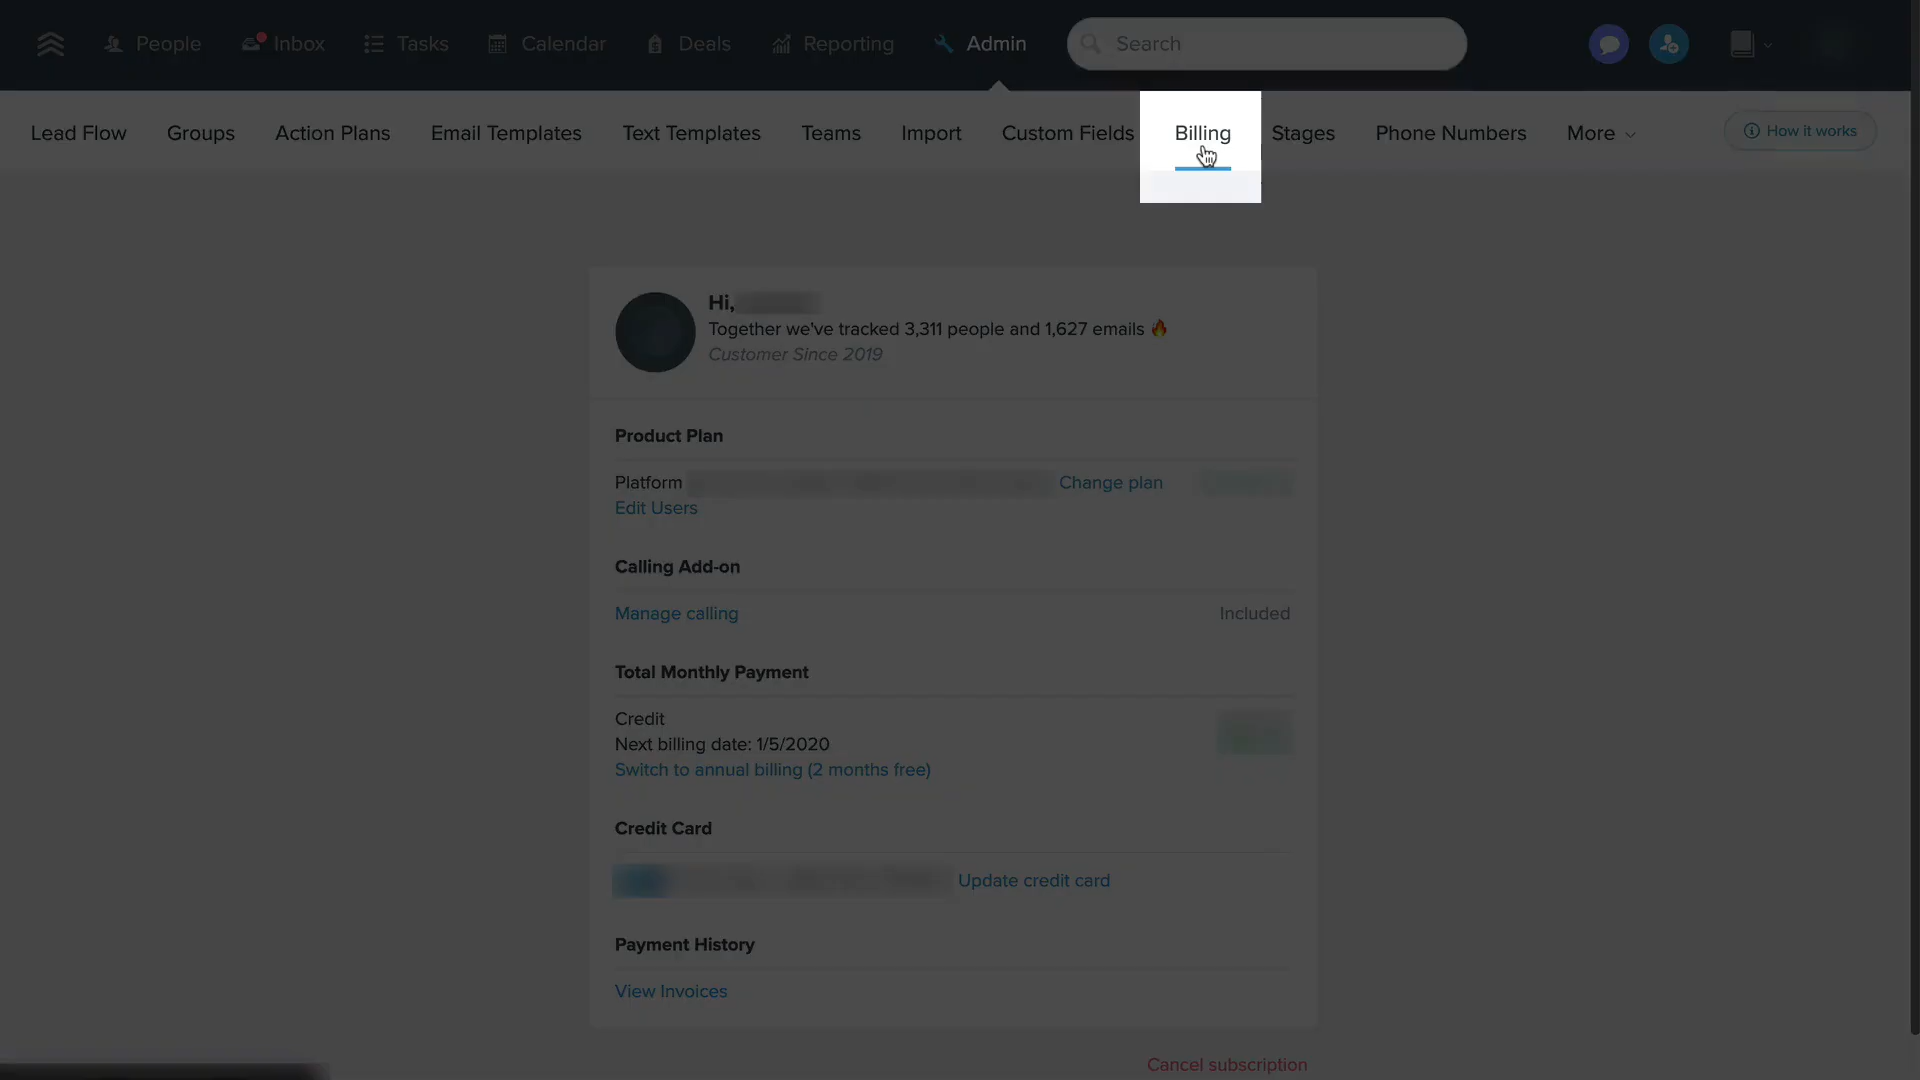 People
Inbox
Tasks
Calendar
Deals
Reporting
Admin
Search
Lead Flow
Groups
Action Plans
Email Templates
Text Templates
Teams
Import
Custom Fields
Billing
Stages
Phone Numbers
More
How it works
Hi,
Together we've tracked 3,311 people and 1,627 emails 🔥
Customer Since 2019
Product Plan
Platform
Change plan
Edit Users
Calling Add-on
Manage calling
Included
Total Monthly Payment
Credit
Next billing date: 1/5/2020
Switch to annual billing (2 months free)
Credit Card
Update credit card
Payment History
View Invoices
Cancel subscription